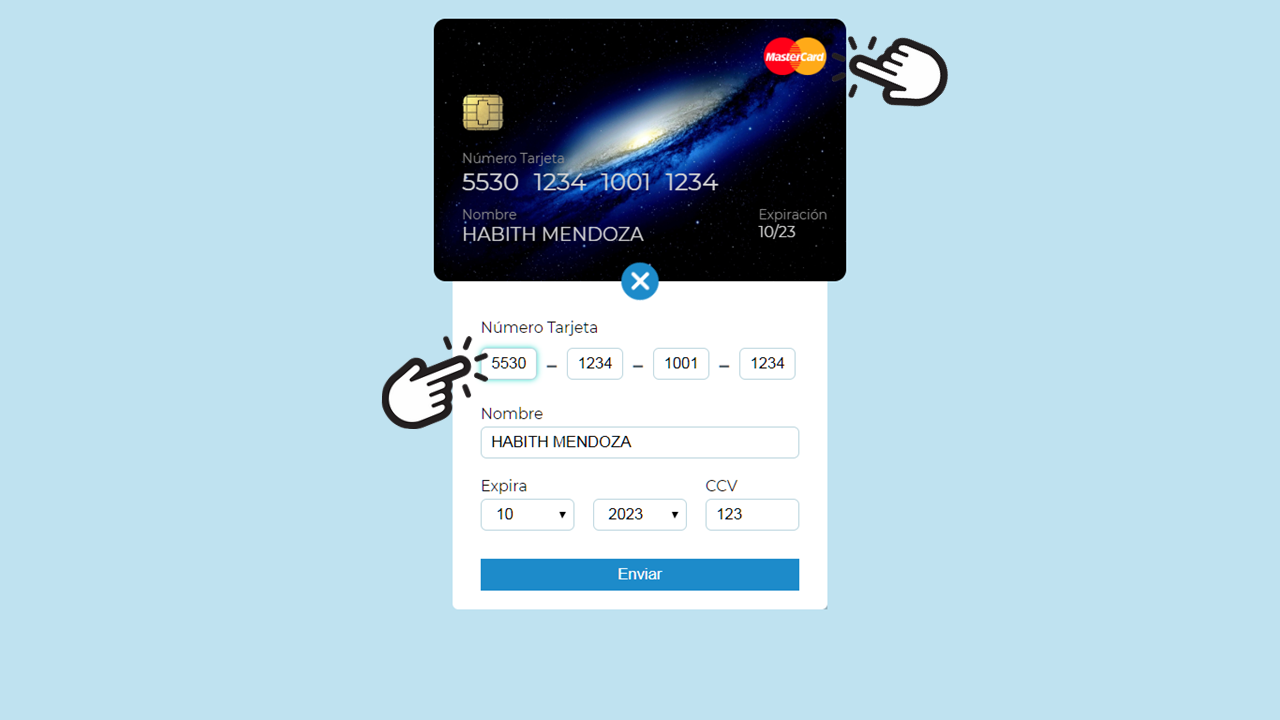 MasterCard
Número Tarjeta
5530 1234 1001 1234
Nombre Expiración
HABITH MENDOZA 10/23
Número Tarjeta
5530 – 1234 – 1001 – 1234
Nombre
HABITH MENDOZA
Expira CCV
10 2023 123
Enviar